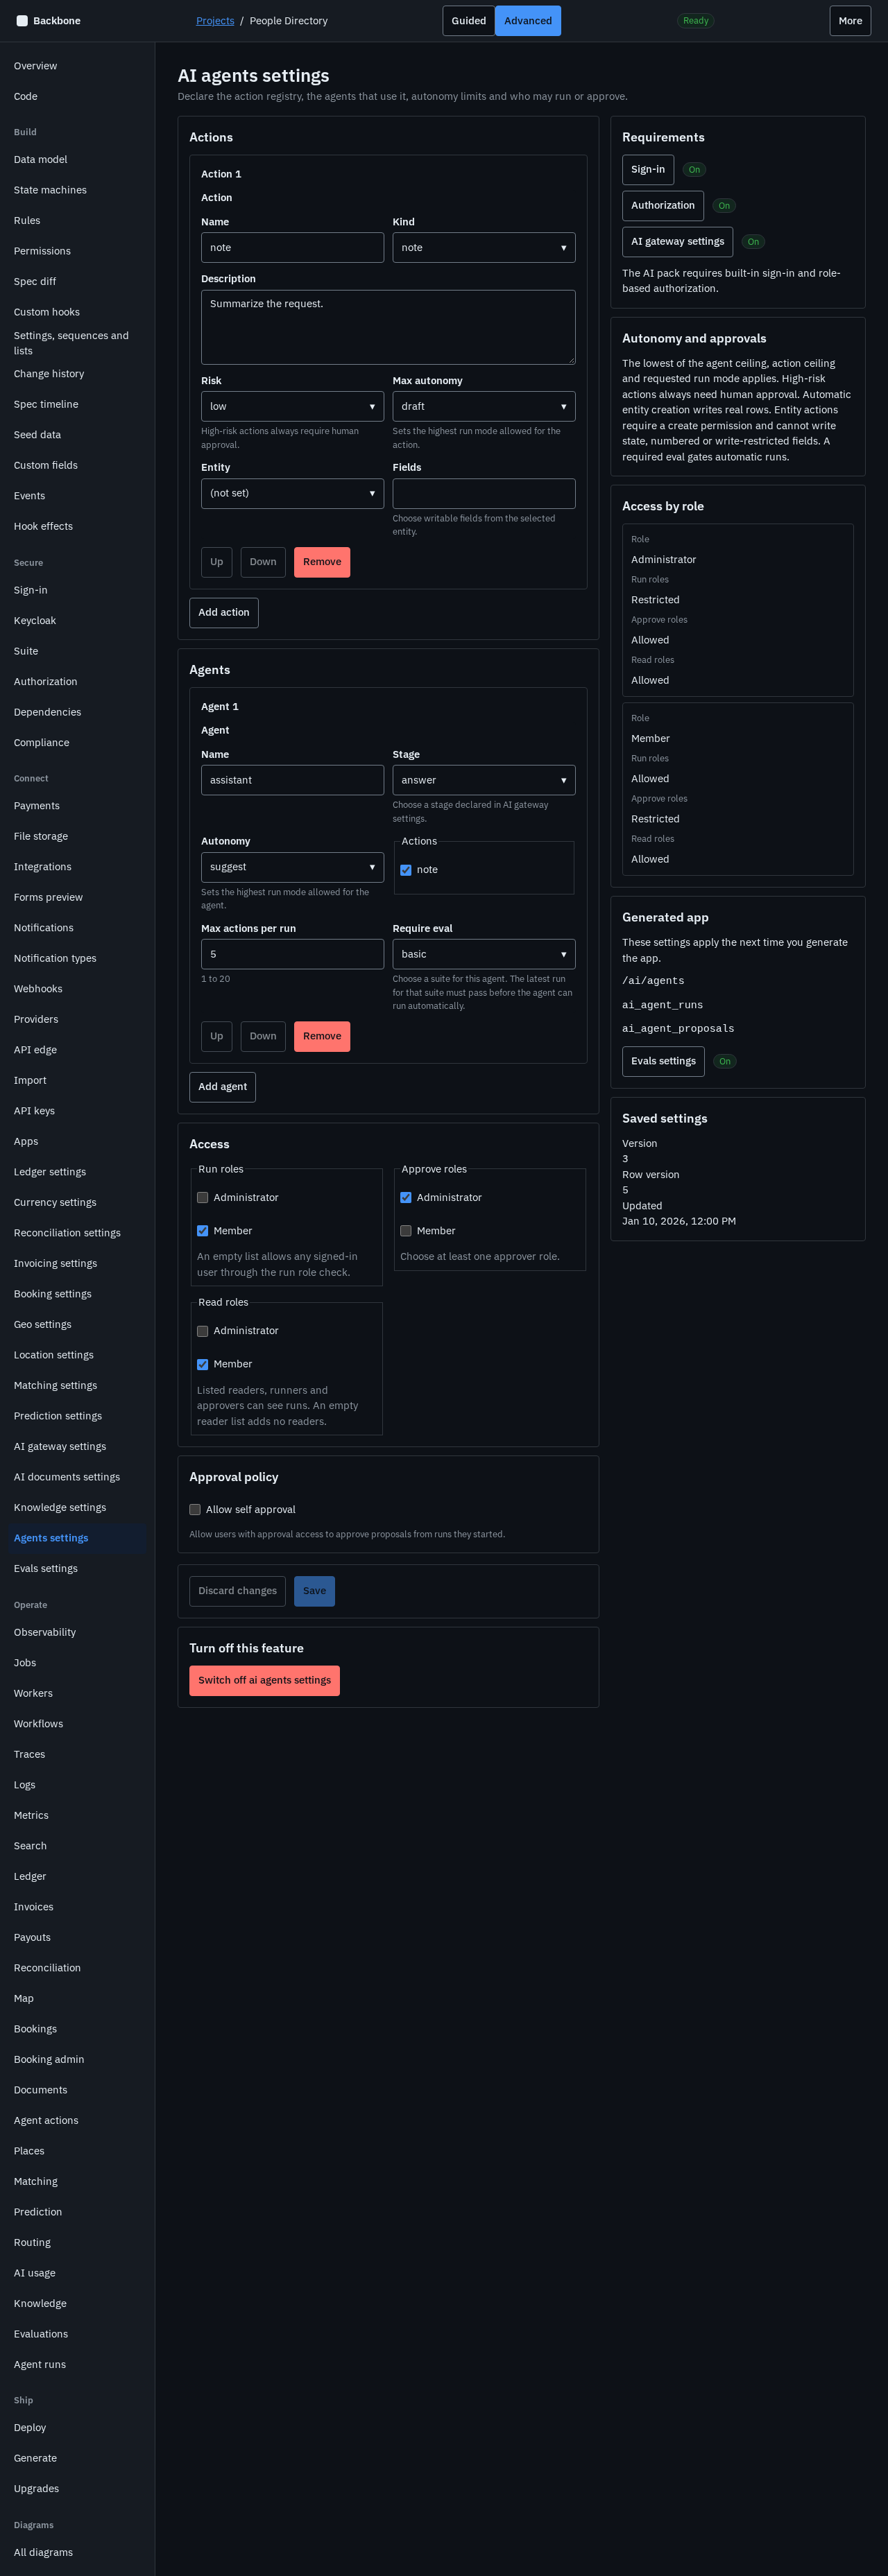 Backbone
Projects / People Directory
Guided
Advanced
Ready
More
Overview
Code
Build
Data model
State machines
Rules
Permissions
Spec diff
Custom hooks
Settings, sequences and
lists
Change history
Spec timeline
Seed data
Custom fields
Events
Hook effects
Secure
Sign-in
Keycloak
Suite
Authorization
Dependencies
Compliance
Connect
Payments
File storage
Integrations
Forms preview
Notifications
Notification types
Webhooks
Providers
API edge
Import
API keys
Apps
Ledger settings
Currency settings
Reconciliation settings
Invoicing settings
Booking settings
Geo settings
Location settings
Matching settings
Prediction settings
AI gateway settings
AI documents settings
Knowledge settings
Agents settings
Evals settings
Operate
Observability
Jobs
Workers
Workflows
Traces
Logs
Metrics
Search
Ledger
Invoices
Payouts
Reconciliation
Map
Bookings
Booking admin
Documents
Agent actions
Places
Matching
Prediction
Routing
AI usage
Knowledge
Evaluations
Agent runs
Ship
Deploy
Generate
Upgrades
Diagrams
All diagrams
AI agents settings
Declare the action registry, the agents that use it, autonomy limits and who may run or approve.
Actions
Action 1
Action
Name
Kind
note
note
Description
Summarize the request.
Risk
Max autonomy
low
draft
High-risk actions always require human
approval.
Sets the highest run mode allowed for the
action.
Entity
Fields
(not set)
Choose writable fields from the selected
entity.
Up
Down
Remove
Add action
Agents
Agent 1
Agent
Name
Stage
assistant
answer
Choose a stage declared in AI gateway
settings.
Autonomy
Actions
suggest
note
Sets the highest run mode allowed for the
agent.
Max actions per run
Require eval
5
basic
1 to 20
Choose a suite for this agent. The latest run
for that suite must pass before the agent can
run automatically.
Up
Down
Remove
Add agent
Access
Run roles
Administrator
Member
An empty list allows any signed-in
user through the run role check.
Approve roles
Administrator
Member
Choose at least one approver role.
Read roles
Administrator
Member
Listed readers, runners and
approvers can see runs. An empty
reader list adds no readers.
Approval policy
Allow self approval
Allow users with approval access to approve proposals from runs they started.
Discard changes
Save
Turn off this feature
Switch off ai agents settings
Requirements
Sign-in
On
Authorization
On
AI gateway settings
On
The AI pack requires built-in sign-in and role-
based authorization.
Autonomy and approvals
The lowest of the agent ceiling, action ceiling
and requested run mode applies. High-risk
actions always need human approval. Automatic
entity creation writes real rows. Entity actions
require a create permission and cannot write
state, numbered or write-restricted fields. A
required eval gates automatic runs.
Access by role
Role
Administrator
Run roles
Restricted
Approve roles
Allowed
Read roles
Allowed
Role
Member
Run roles
Allowed
Approve roles
Restricted
Read roles
Allowed
Generated app
These settings apply the next time you generate
the app.
/ai/agents
ai_agent_runs
ai_agent_proposals
Evals settings
On
Saved settings
Version
3
Row version
5
Updated
Jan 10, 2026, 12:00 PM